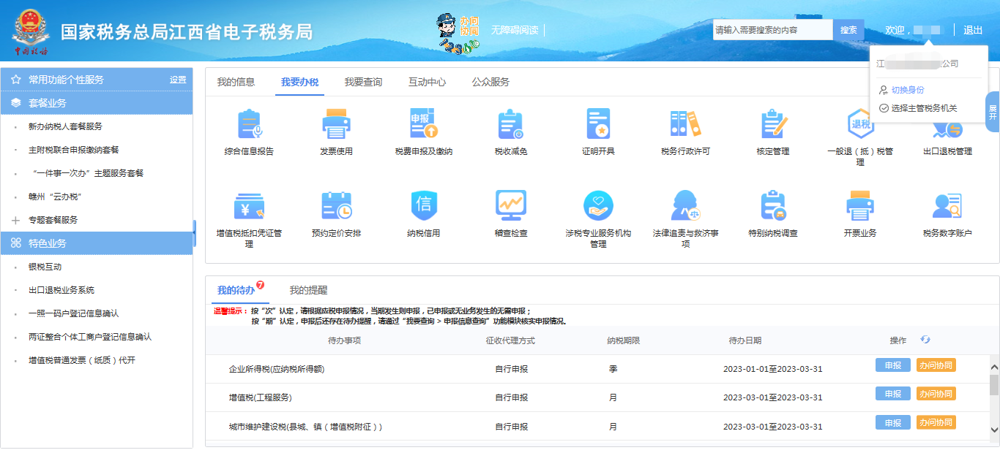 中国税务
国家税务总局江西省电子税务局
办问
协同
无障碍阅读
请输入需要搜索的内容
搜索
欢迎，
退出
江
公司
切换身份
选择主管税务机关
展开
常用功能个性服务
设置
套餐业务
新办纳税人套餐服务
主附税联合申报缴纳套餐
“一件事一次办”主题服务套餐
赣州“云办税”
专题套餐服务
特色业务
银税互动
出口退税业务系统
一照一码户登记信息确认
两证整合个体工商户登记信息确认
增值税普通发票（纸质）代开
我的信息
我要办税
我要查询
互动中心
公众服务
申报
退税
综合信息报告
发票使用
税费申报及缴纳
税收减免
证明开具
税务行政许可
核定管理
一般退（抵）税管
理
出口退税管理
¥
信
增值税抵扣凭证管
理
预约定价安排
纳税信用
稽查检查
涉税专业服务机构
管理
法律追责与救济事
项
特别纳税调查
开票业务
税务数字账户
我的待办
7
我的提醒
温馨提示： 按“次”认定，请根据应税申报情况，当期发生则申报，已申报或无业务发生的无需申报；
按“期”认定，申报后还存在待办提醒，请通过“我要查询 > 申报信息查询”功能模块核实申报情况。
待办事项 征收代理方式 纳税期限 待办日期 操作
企业所得税(应纳税所得额) 自行申报 季 2023-01-01至2023-03-31 申报 办问协同
增值税(工程服务) 自行申报 月 2023-03-01至2023-03-31 申报 办问协同
城市维护建设税(县城、镇（增值税附征）) 自行申报 月 2023-03-01至2023-03-31 申报 办问协同